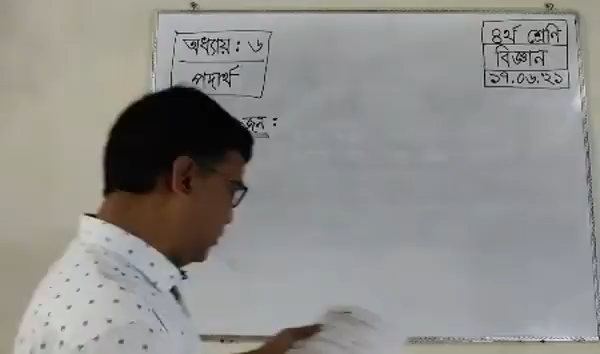 অধ্যায় : ৬
পদার্থ
৪র্থ শ্রেণি
বিজ্ঞান
১৭.০৬.২১